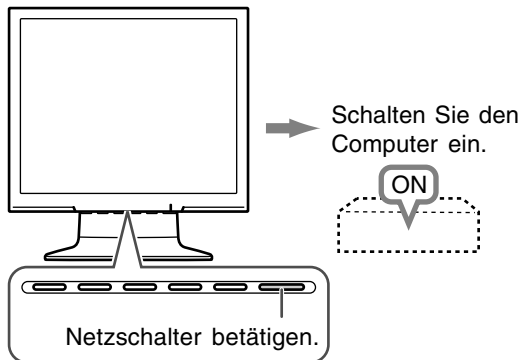 Schalten Sie den
Computer ein.
ON
Netzschalter betätigen.